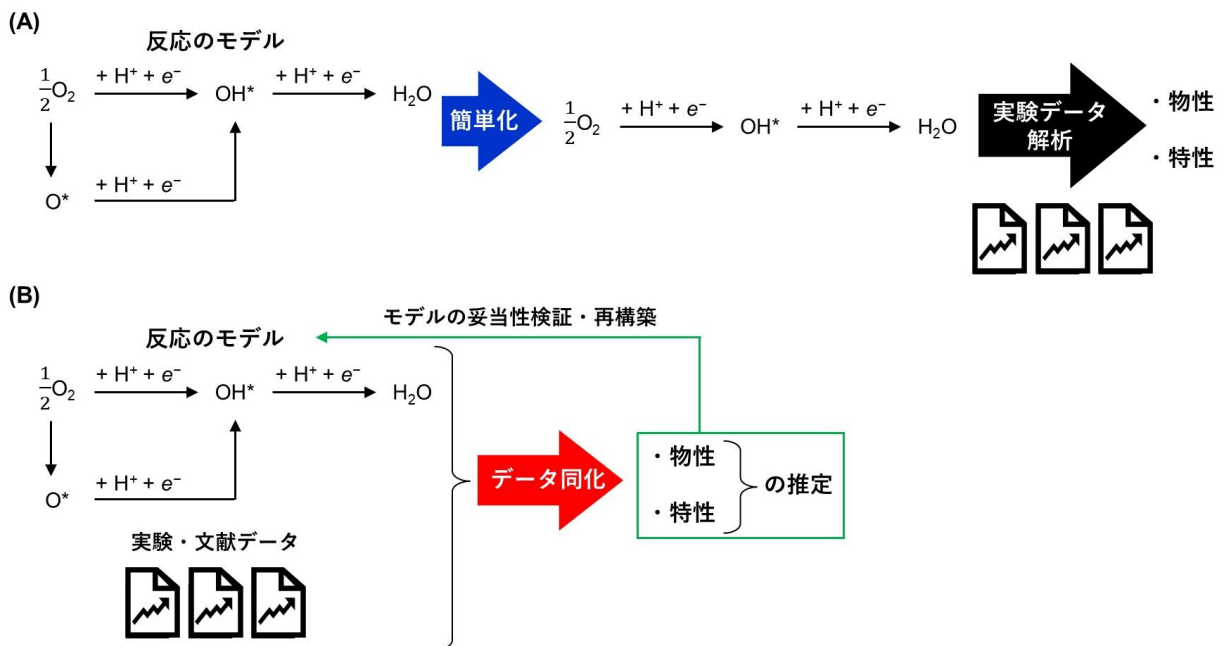 (A)
反応のモデル
½O₂ + H⁺ + e⁻ OH* + H⁺ + e⁻ H₂O
O* + H⁺ + e⁻
簡単化
½O₂ + H⁺ + e⁻ OH* + H⁺ + e⁻ H₂O
実験データ
解析
・物性
・特性
(B)
モデルの妥当性検証・再構築
反応のモデル
½O₂ + H⁺ + e⁻ OH* + H⁺ + e⁻ H₂O
O* + H⁺ + e⁻
実験・文献データ
データ同化
・物性
・特性
の推定